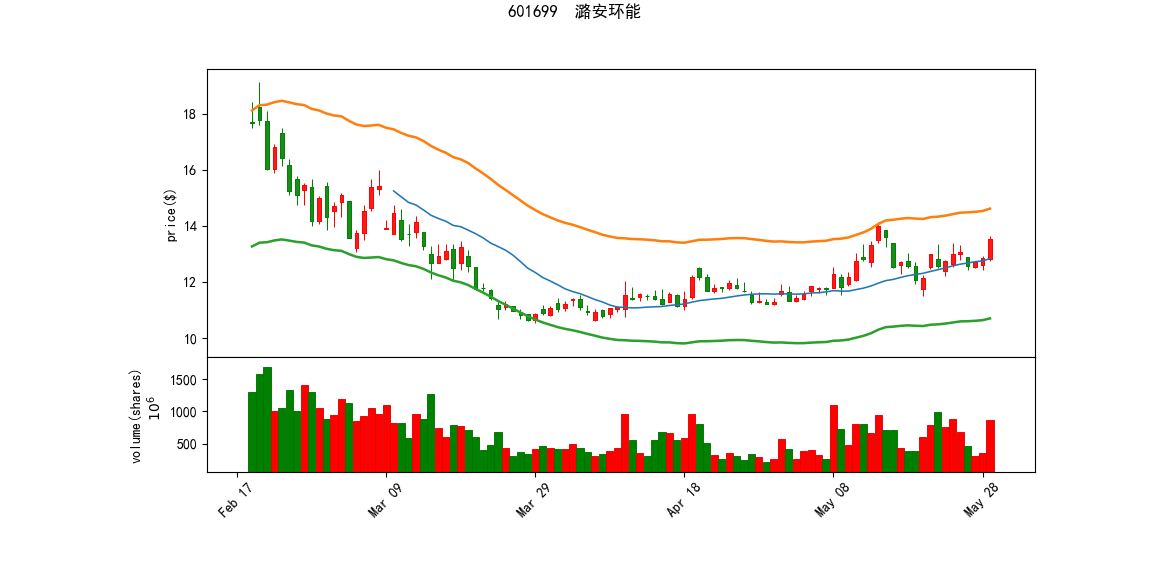 601699  潞安环能
price($)
18
16
14
12
10
volume(shares)
10^6
1500
1000
500
Feb 17
Mar 09
Mar 29
Apr 18
May 08
May 28